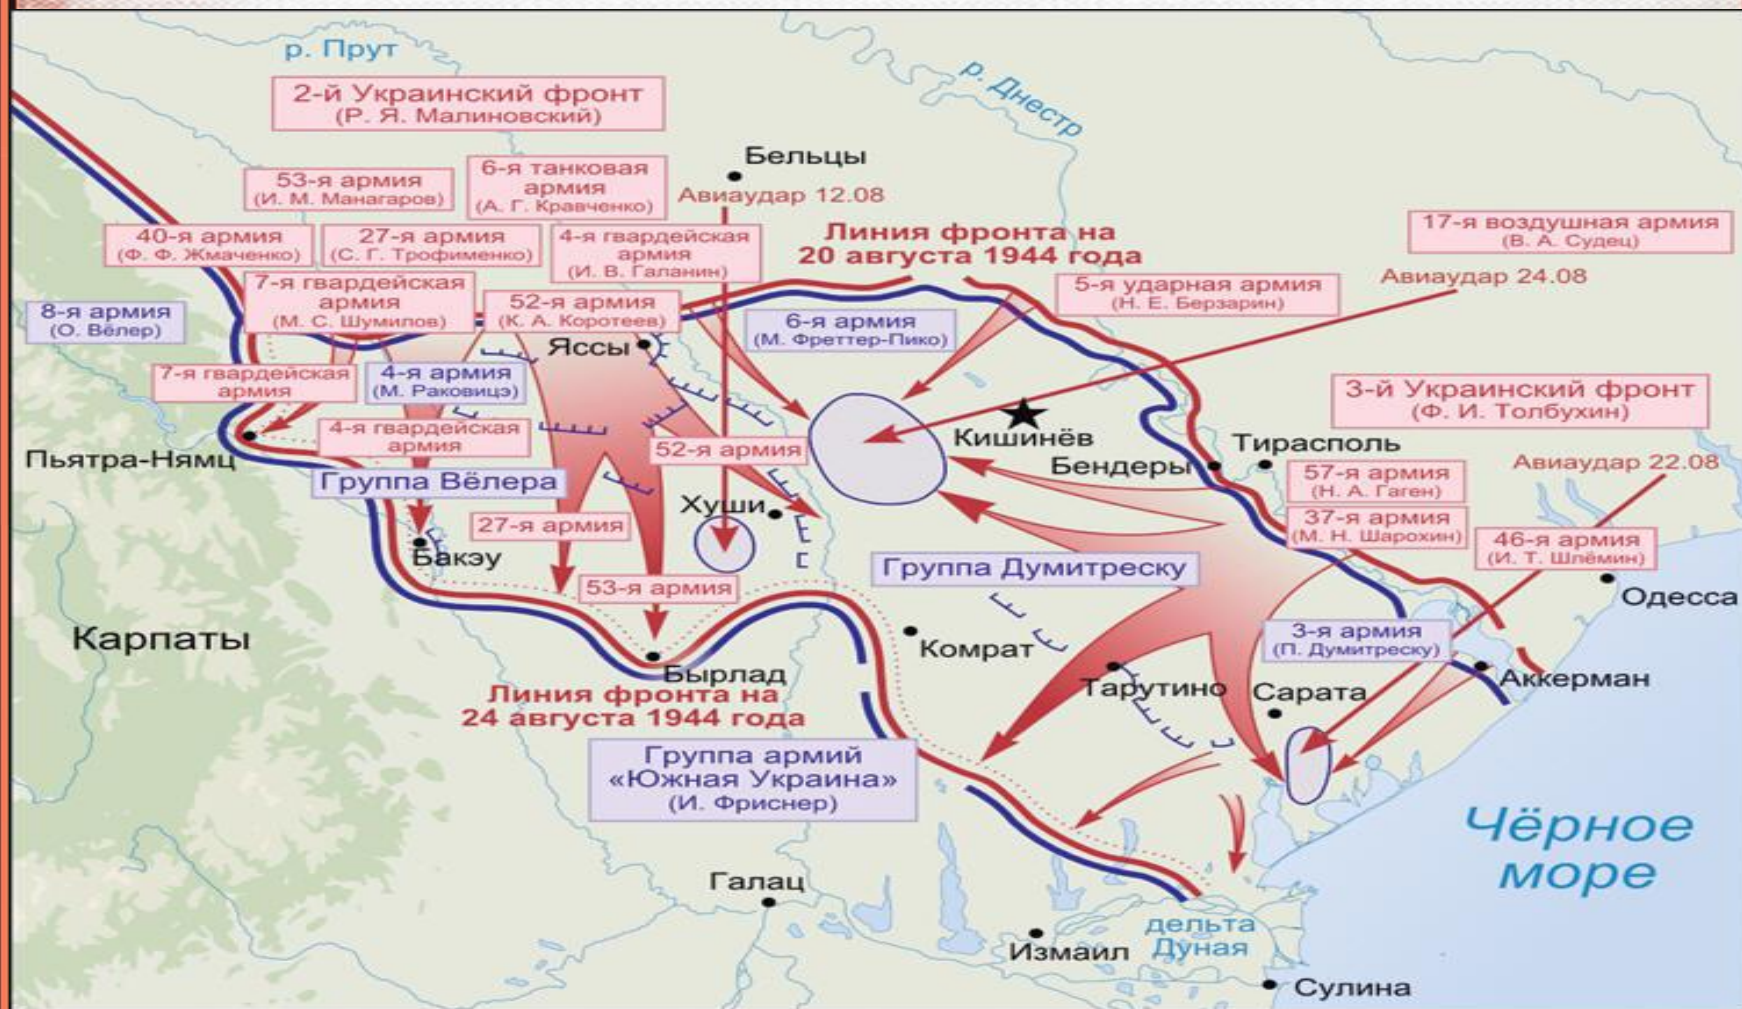 р. Прут
2-й Украинский фронт
(Р. Я. Малиновский)
р. Днестр
Бельцы
Авиаудар 12.08
53-я армия
(И. М. Манагаров)
6-я танковая
армия
(А. Г. Кравченко)
40-я армия
(Ф. Ф. Жмаченко)
27-я армия
(С. Г. Трофименко)
4-я гвардейская
армия
(И. В. Галанин)
Линия фронта на
20 августа 1944 года
17-я воздушная армия
(В. А. Судец)
Авиаудар 24.08
7-я гвардейская
армия
(М. С. Шумилов)
52-я армия
(К. А. Коротеев)
5-я ударная армия
(Н. Е. Берзарин)
8-я армия
(О. Вёлер)
6-я армия
(М. Фреттер-Пико)
Яссы
7-я гвардейская
армия
4-я армия
(М. Раковицэ)
3-й Украинский фронт
(Ф. И. Толбухин)
4-я гвардейская
армия
Кишинёв
52-я армия
Пьятра-Нямц
Бендеры
Тирасполь
Авиаудар 22.08
Группа Вёлера
57-я армия
(Н. А. Гаген)
Хуши
27-я армия
37-я армия
(М. Н. Шарохин)
46-я армия
(И. Т. Шлёмин)
Бакэу
Группа Думитреску
53-я армия
Одесса
Карпаты
Комрат
3-я армия
(П. Думитреску)
Бырлад
Тарутино
Сарата
Аккерман
Линия фронта на
24 августа 1944 года
Группа армий
«Южная Украина»
(И. Фриснер)
Чёрное
море
Галац
Измаил
дельта
Дуная
Сулина